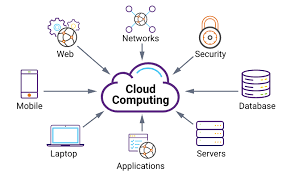 Networks
Web
Security
Cloud
Computing
Mobile
Database
Laptop
Applications
Servers